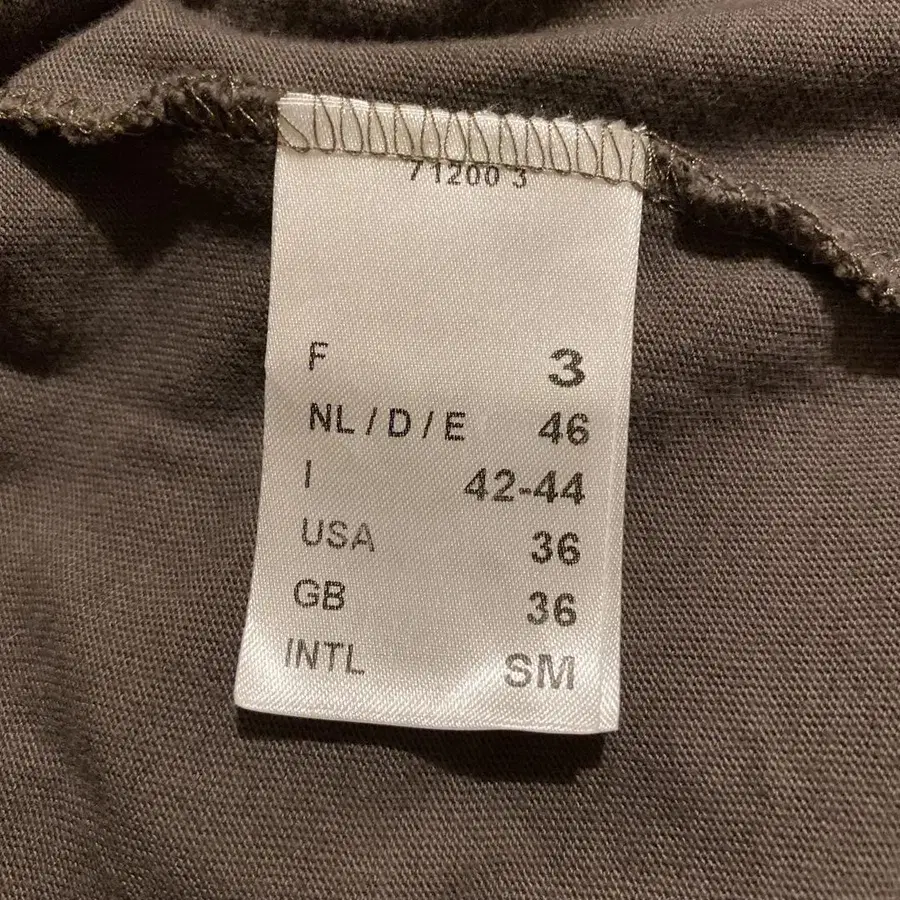 71200 3
F 3
NL / D / E 46
I 42-44
USA 36
GB 36
INTL SM